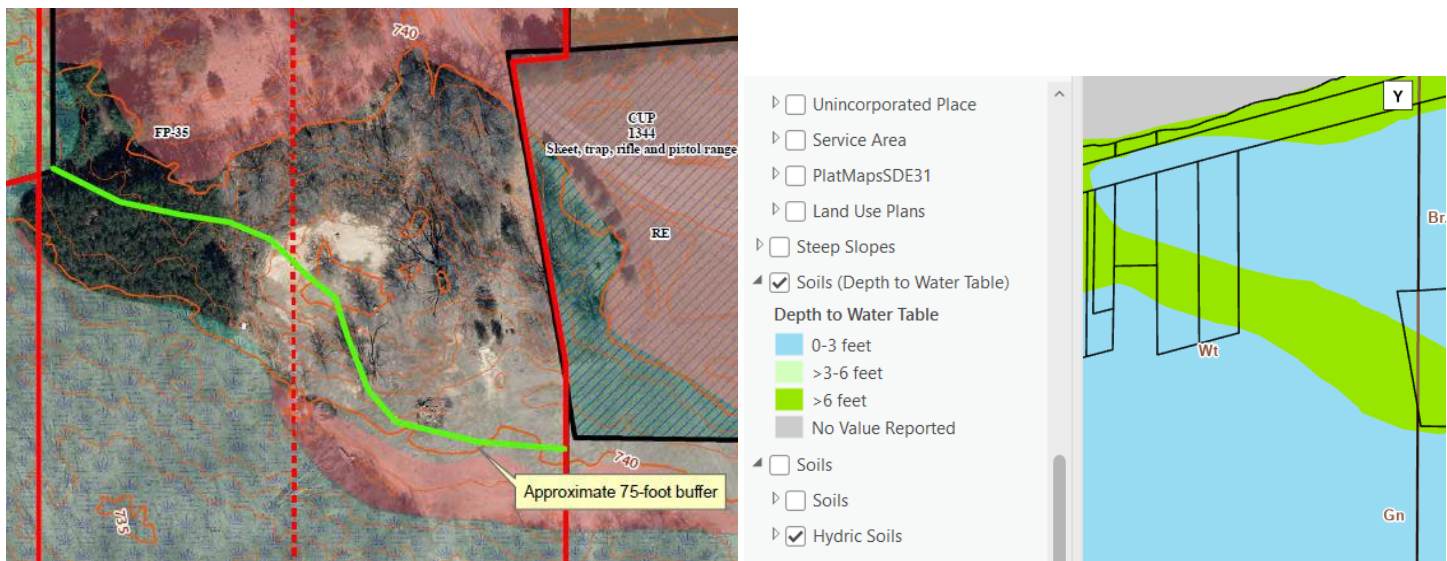 740
FP-35
CUP
1344
Skeet, trap, rifle and pistol range
RE
740
Approximate 75-foot buffer
735
Unincorporated Place
Service Area
PlatMapsSDE31
Land Use Plans
Steep Slopes
Soils (Depth to Water Table)
Depth to Water Table
0-3 feet
>3-6 feet
>6 feet
No Value Reported
Soils
Soils
Hydric Soils
Y
Wt
Gn